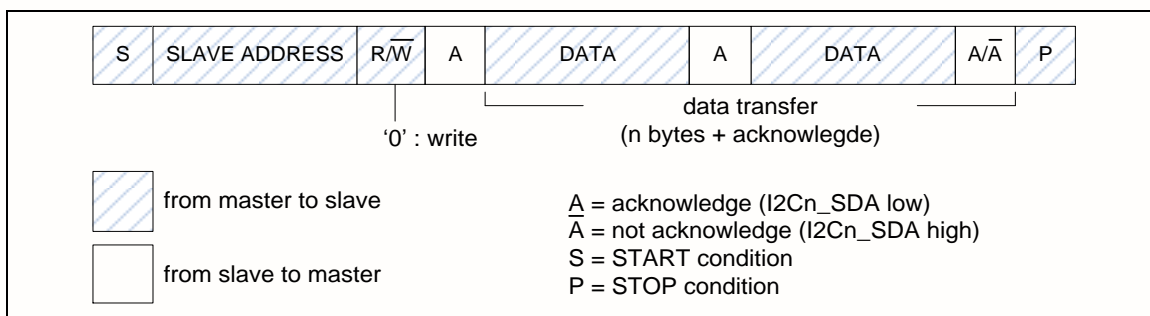 S SLAVE ADDRESS R/W̅ A DATA A DATA A/A̅ P
data transfer
(n bytes + acknowlegde)
‘0’ : write
from master to slave
from slave to master
A = acknowledge (I2Cn_SDA low)
A̅ = not acknowledge (I2Cn_SDA high)
S = START condition
P = STOP condition